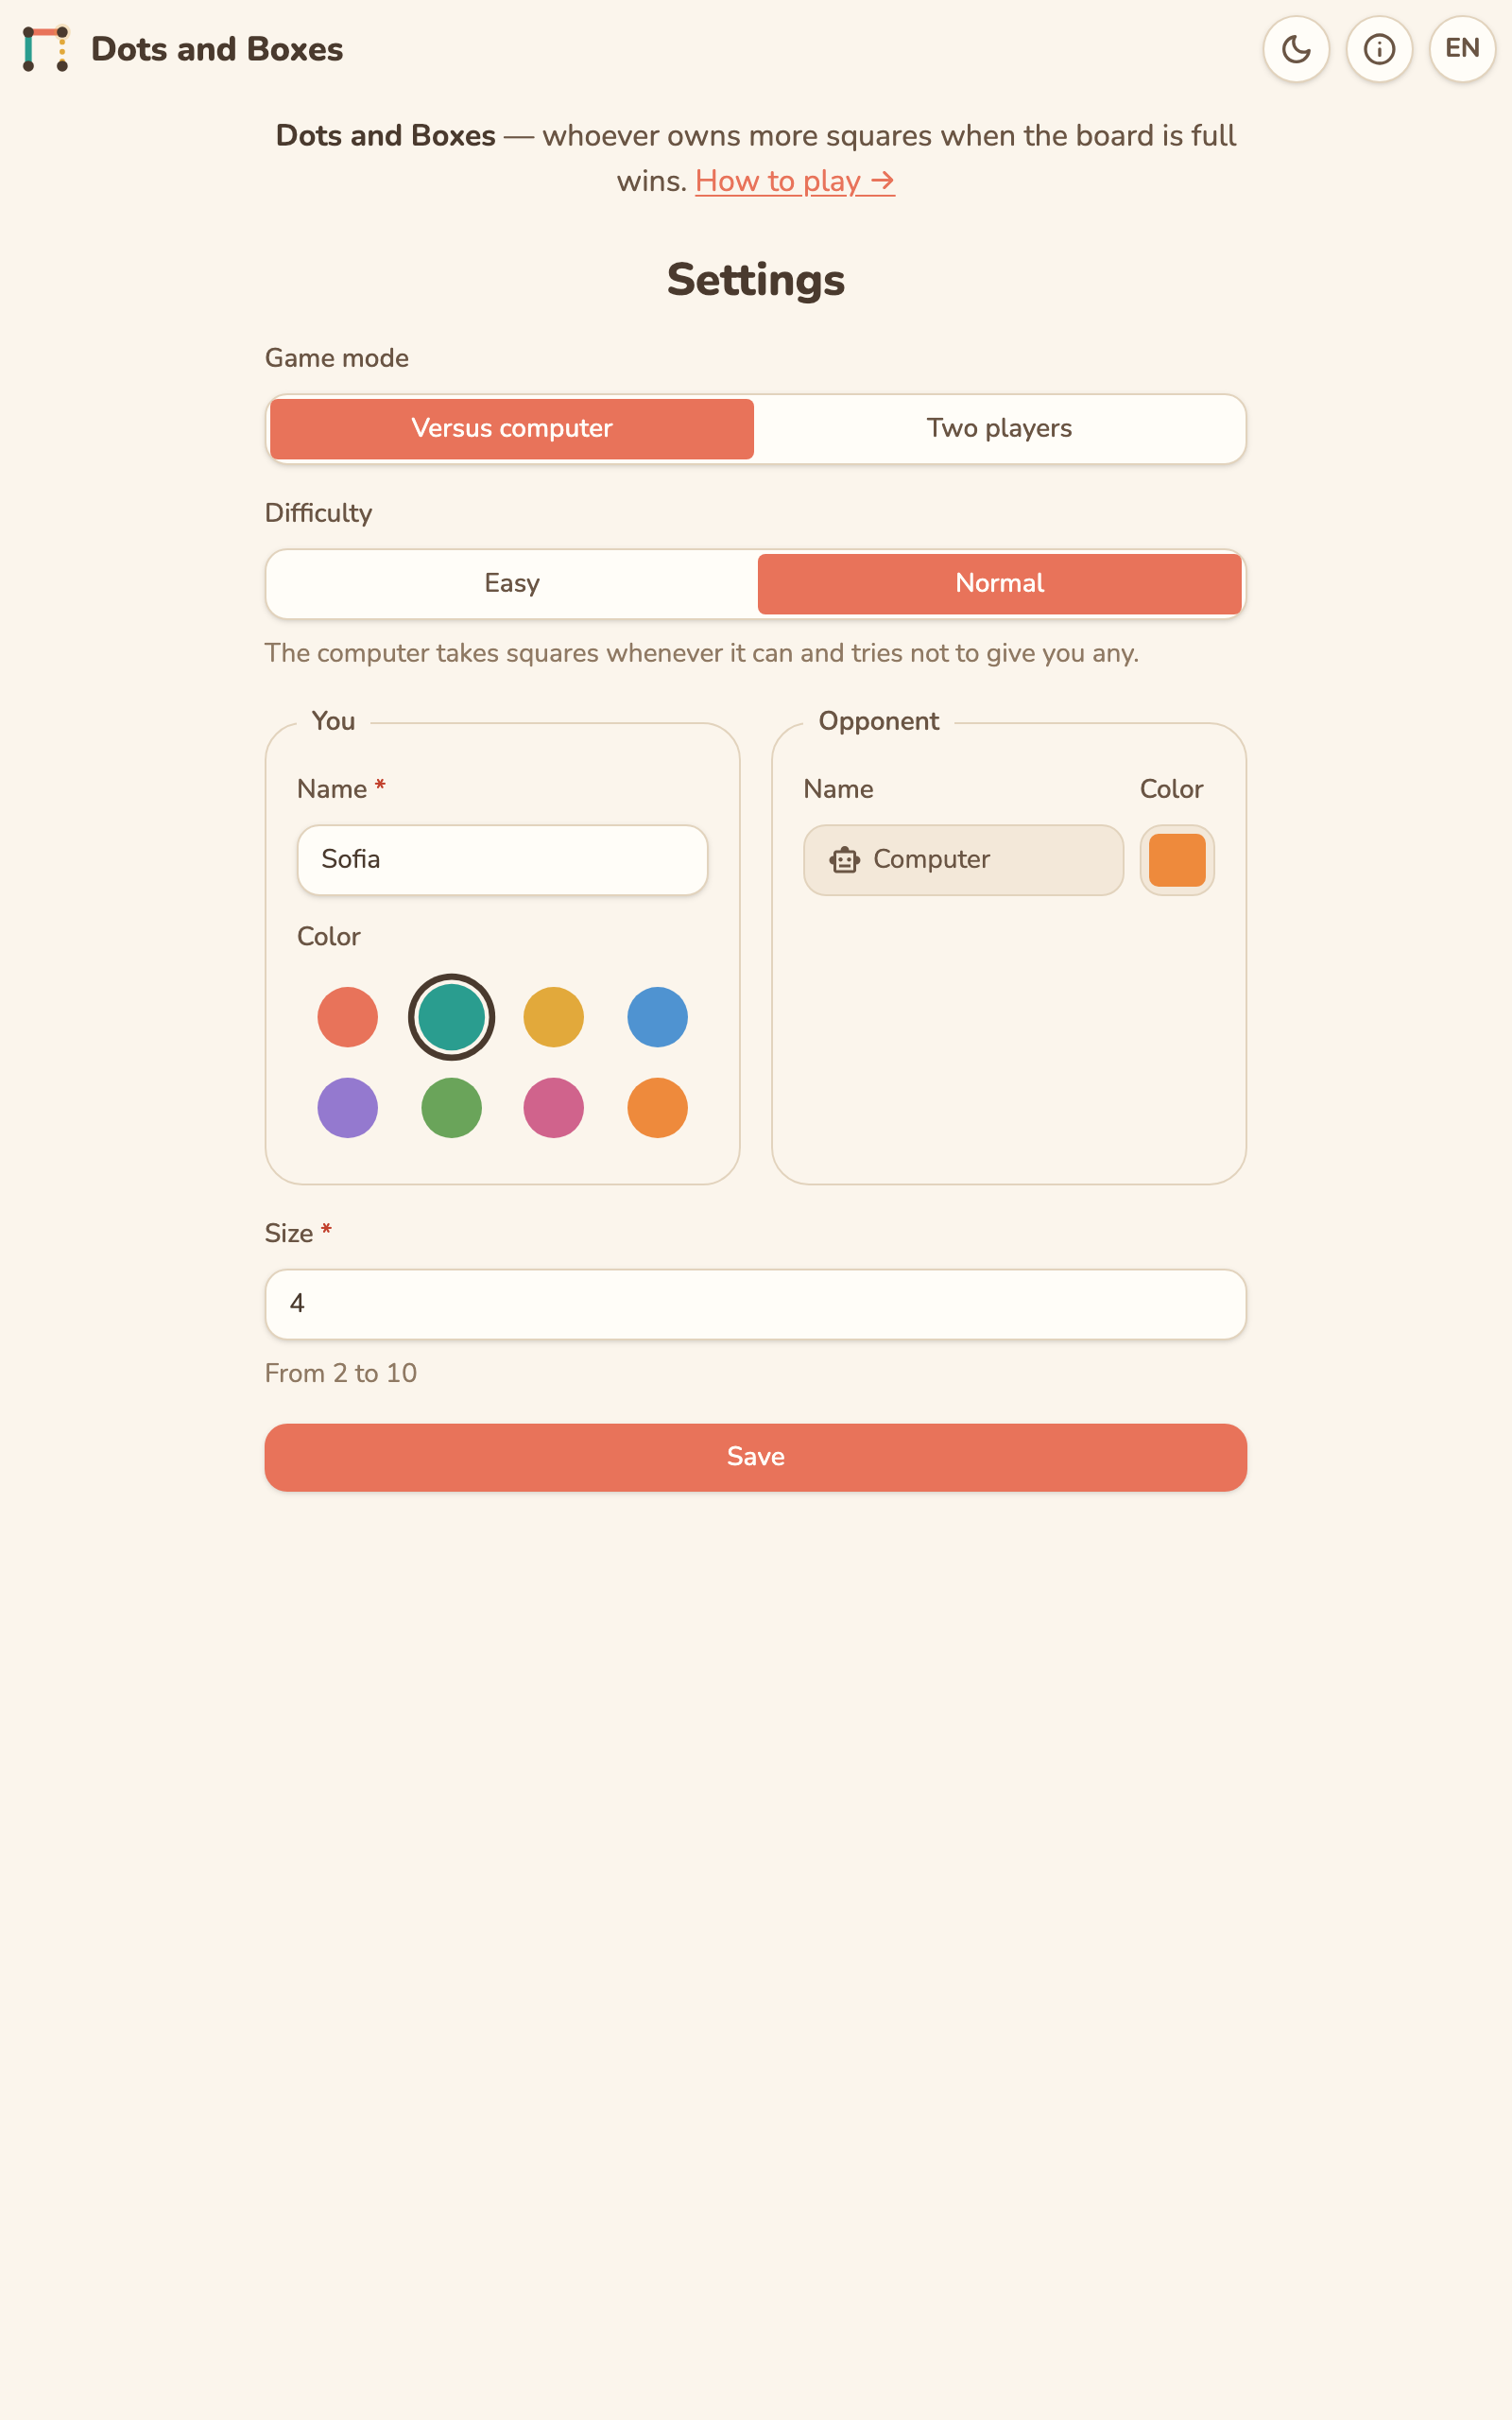 Dots and Boxes
EN
Dots and Boxes — whoever owns more squares when the board is full
wins. How to play →
Settings
Game mode
Versus computer
Two players
Difficulty
Easy
Normal
The computer takes squares whenever it can and tries not to give you any.
You
Name *
Sofia
Color
Opponent
Name
Color
Computer
Size *
4
From 2 to 10
Save